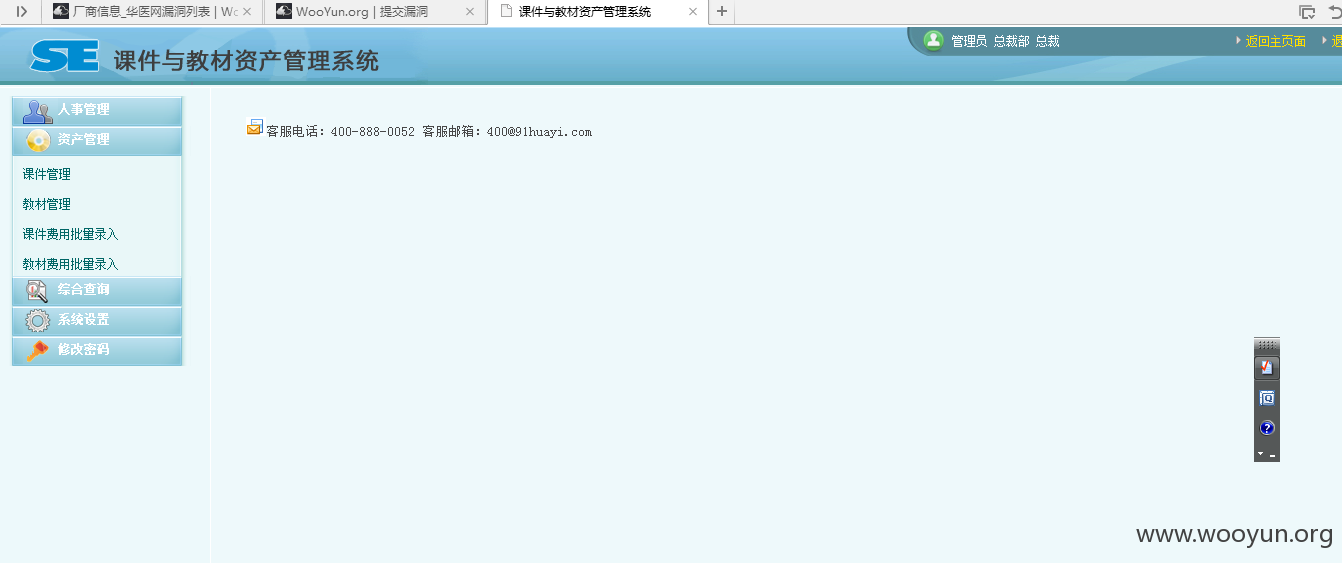 厂商信息_华医网漏洞列表 | Wo
WooYun.org | 提交漏洞
课件与教材资产管理系统
SE 课件与教材资产管理系统
管理员 总裁部 总裁
返回主页面
人事管理
资产管理
课件管理
教材管理
课件费用批量录入
教材费用批量录入
综合查询
系统设置
修改密码
客服电话：400-888-0052 客服邮箱：400@91huayi.com
www.wooyun.org